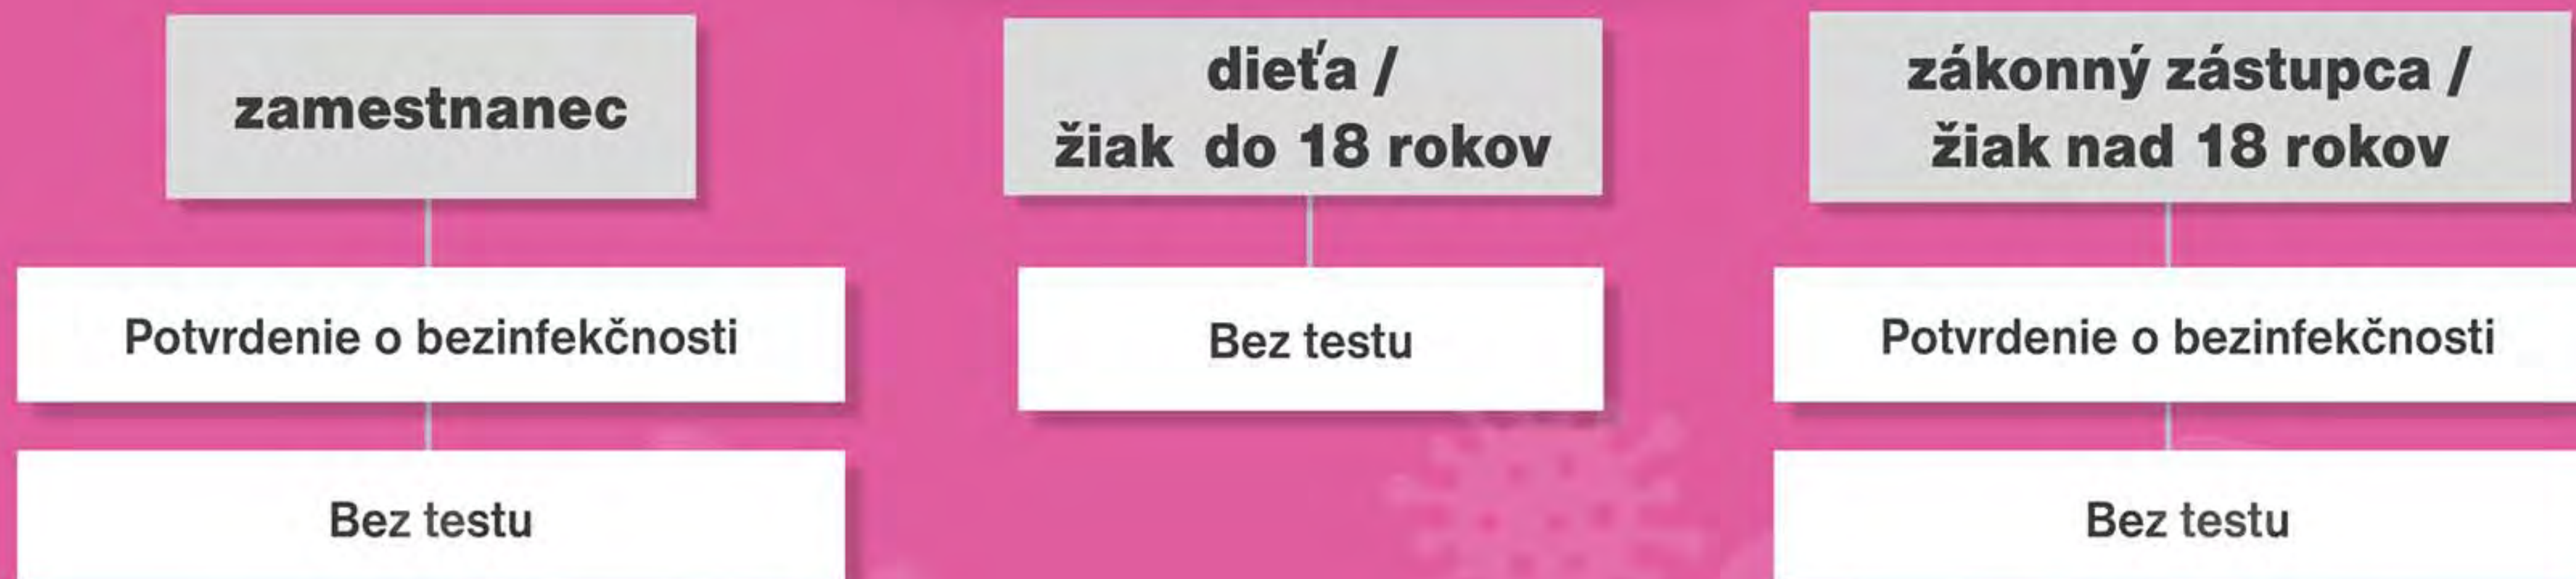 zamestnanec
dieťa /
žiak do 18 rokov
zákonný zástupca /
žiak nad 18 rokov
Potvrdenie o bezinfekčnosti
Bez testu
Potvrdenie o bezinfekčnosti
Bez testu
Bez testu